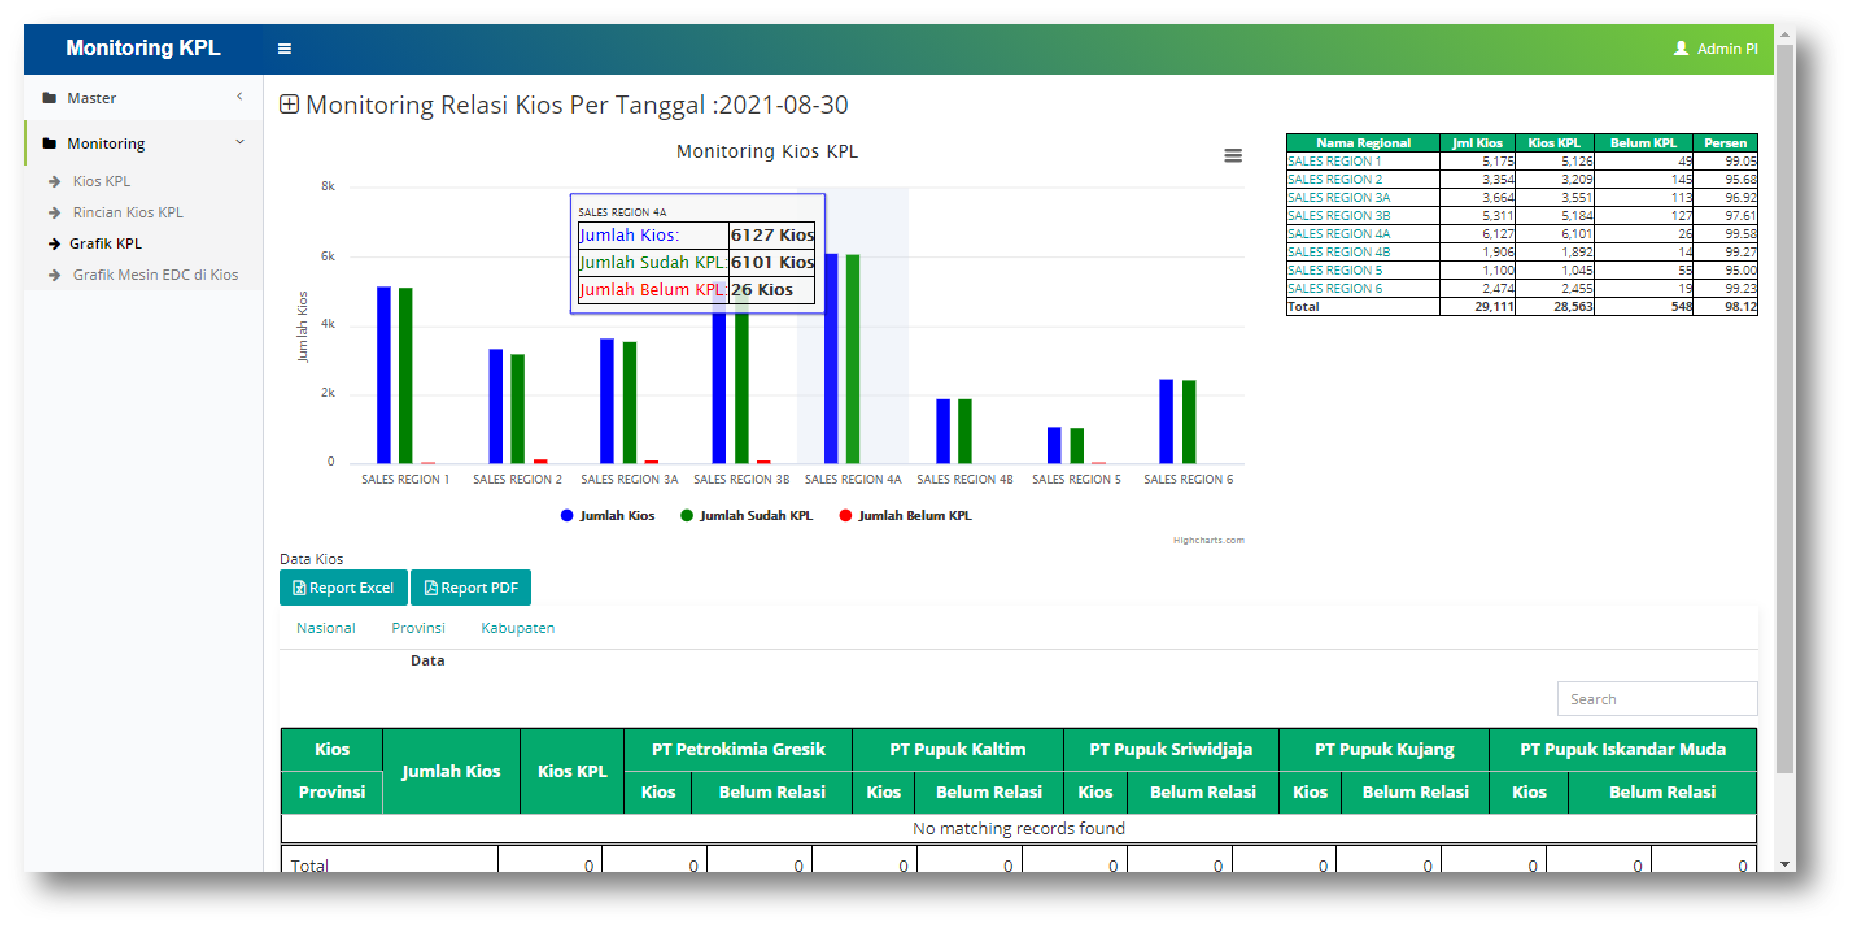 Monitoring KPL
Admin PI
Master
Monitoring
Kios KPL
Rincian Kios KPL
Grafik KPL
Grafik Mesin EDC di Kios
Monitoring Relasi Kios Per Tanggal :2021-08-30
Monitoring Kios KPL
8k
6k
4k
2k
0
Jumlah Kios
SALES REGION 4A
Jumlah Kios: 6127 Kios
Jumlah Sudah KPL: 6101 Kios
Jumlah Belum KPL: 26 Kios
SALES REGION 1 SALES REGION 2 SALES REGION 3A SALES REGION 3B SALES REGION 4A SALES REGION 4B SALES REGION 5 SALES REGION 6
Jumlah Kios Jumlah Sudah KPL Jumlah Belum KPL
Highcharts.com
Nama Regional Jml Kios Kios KPL Belum KPL Persen
SALES REGION 1 5,175 5,126 49 99.05
SALES REGION 2 3,354 3,209 145 95.68
SALES REGION 3A 3,664 3,551 113 96.92
SALES REGION 3B 5,311 5,184 127 97.61
SALES REGION 4A 6,127 6,101 26 99.58
SALES REGION 4B 1,906 1,892 14 99.27
SALES REGION 5 1,100 1,045 55 95.00
SALES REGION 6 2,474 2,455 19 99.23
Total 29,111 28,563 548 98.12
Data Kios
Report Excel Report PDF
Nasional Provinsi Kabupaten
Data
Search
Kios Jumlah Kios Kios KPL PT Petrokimia Gresik PT Pupuk Kaltim PT Pupuk Sriwidjaja PT Pupuk Kujang PT Pupuk Iskandar Muda
Provinsi Kios Belum Relasi Kios Belum Relasi Kios Belum Relasi Kios Belum Relasi Kios Belum Relasi
No matching records found
Total 0 0 0 0 0 0 0 0 0 0 0 0